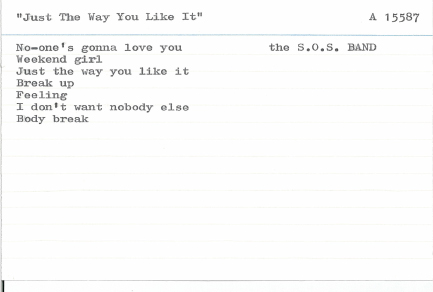 "Just The Way You Like It" A 15587
No-one's gonna love you the S.O.S. BAND
Weekend girl
Just the way you like it
Break up
Feeling
I don't want nobody else
Body break